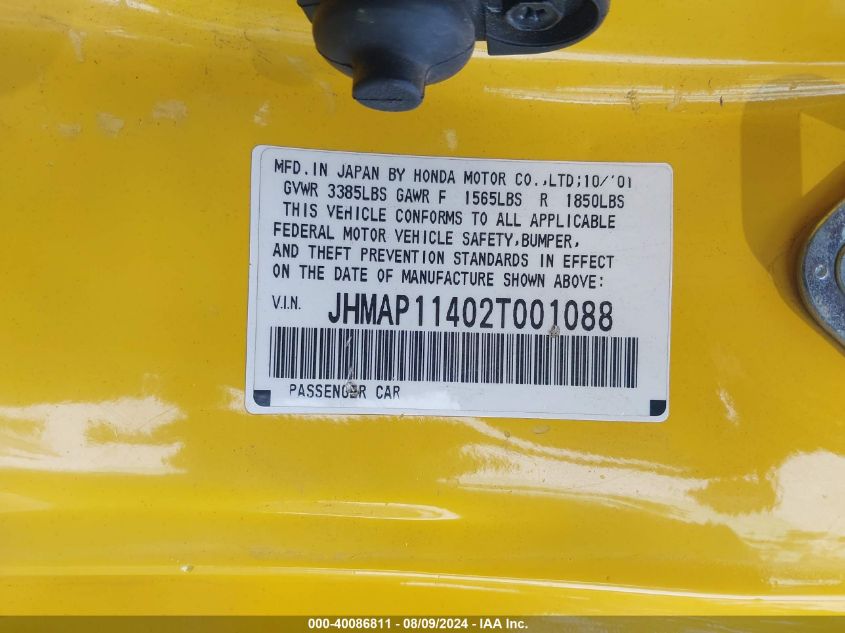 MFD. IN JAPAN BY HONDA MOTOR CO.,LTD;10/'01
GVWR 3385LBS GAWR F 1565LBS R 1850LBS
THIS VEHICLE CONFORMS TO ALL APPLICABLE
FEDERAL MOTOR VEHICLE SAFETY,BUMPER,
AND THEFT PREVENTION STANDARDS IN EFFECT
ON THE DATE OF MANUFACTURE SHOWN ABOVE:
V.I.N. JHMAP11402T001088
PASSENGER CAR
000-40086811 - 08/09/2024 - IAA Inc.